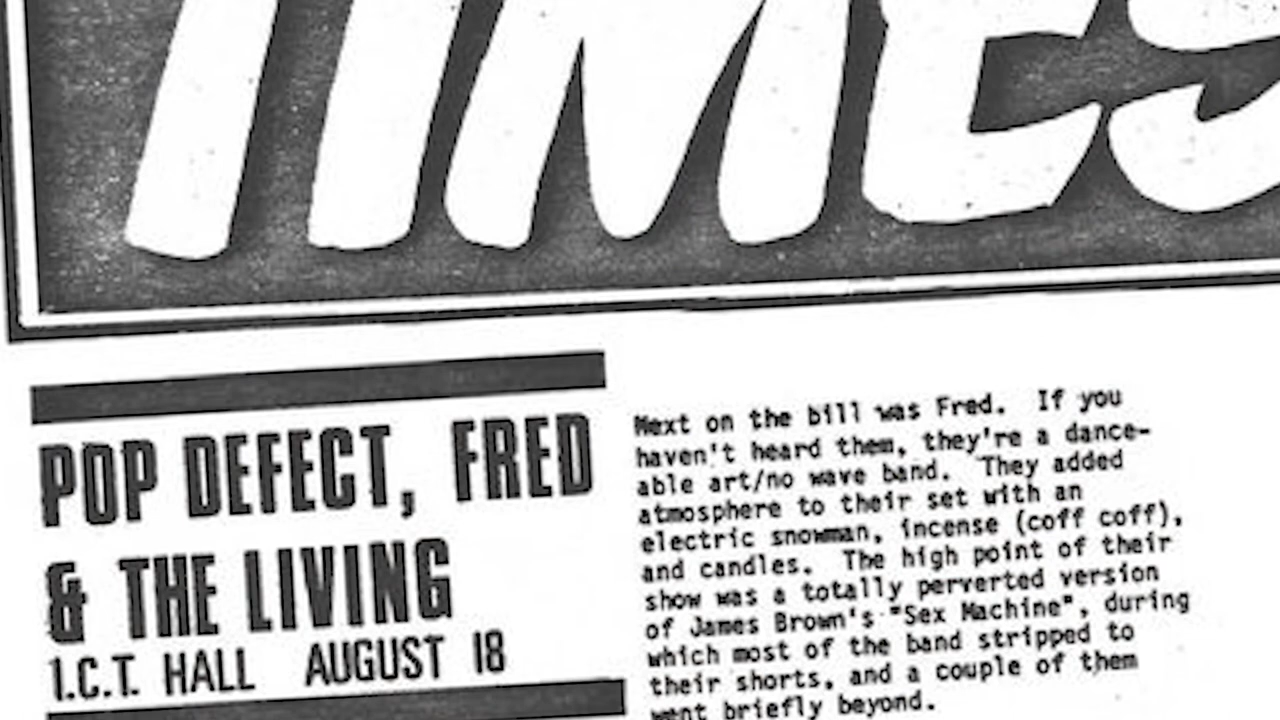 TIMES
POP DEFECT, FRED
& THE LIVING
I.C.T. HALL AUGUST 18
Next on the bill was Fred. If you
haven't heard them, they're a dance-
able art/no wave band. They added
atmosphere to their set with an
electric snowman, incense (coff coff),
and candles. The high point of their
show was a totally perverted version
of James Brown's "Sex Machine", during
which most of the band stripped to
their shorts, and a couple of them
went briefly beyond.